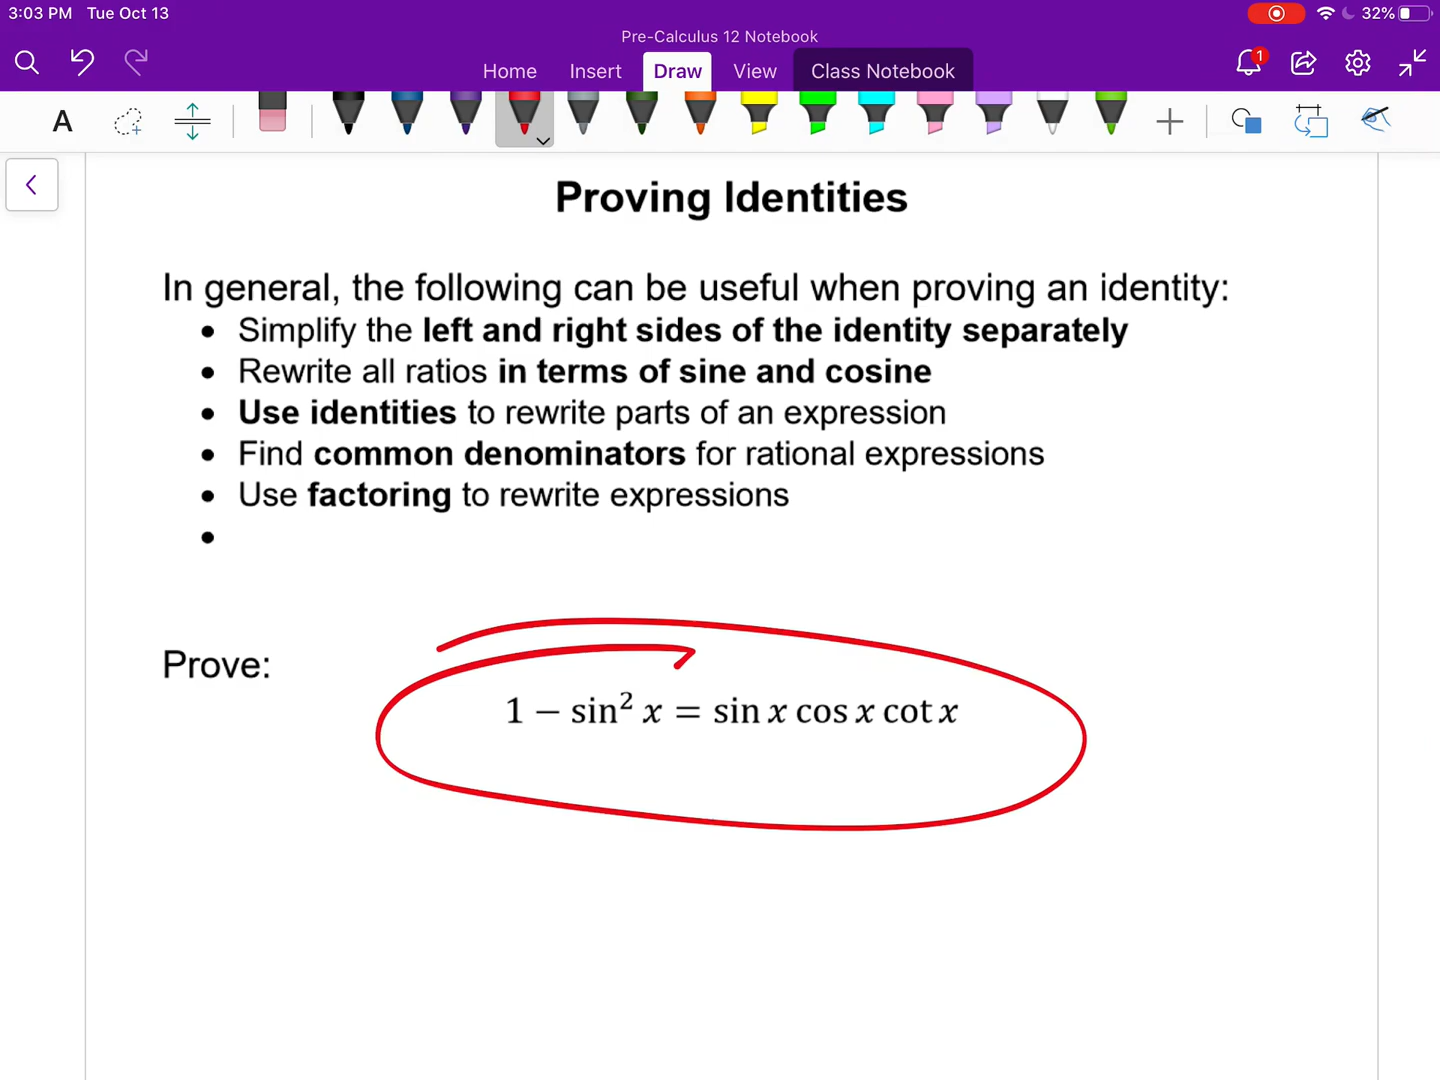 3:03 PM Tue Oct 13
32%
Pre-Calculus 12 Notebook
Home Insert Draw View Class Notebook
1
A
Proving Identities
In general, the following can be useful when proving an identity:
• Simplify the left and right sides of the identity separately
• Rewrite all ratios in terms of sine and cosine
• Use identities to rewrite parts of an expression
• Find common denominators for rational expressions
• Use factoring to rewrite expressions
•
Prove:
1 − sin² x = sin x cos x cot x